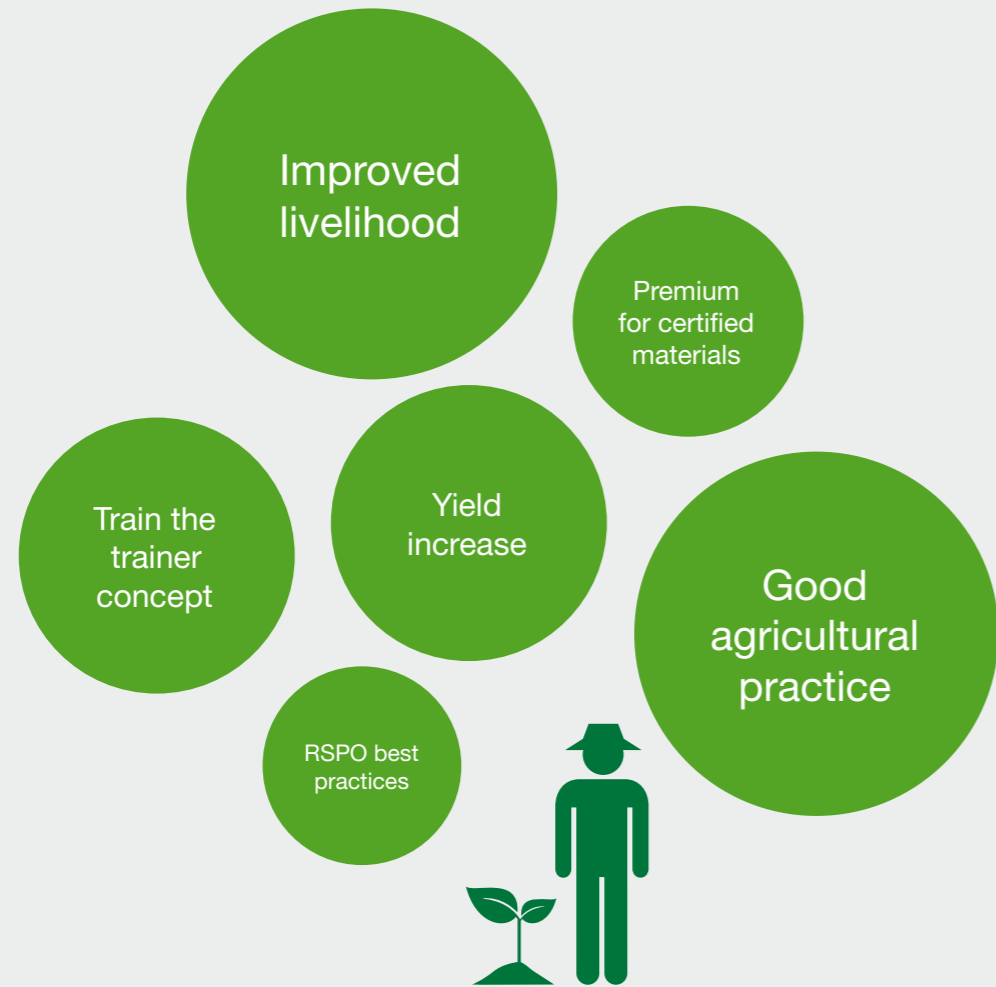 Improved
livelihood
Premium
for certified
materials
Train the
trainer
concept
Yield
increase
Good
agricultural
practice
RSPO best
practices